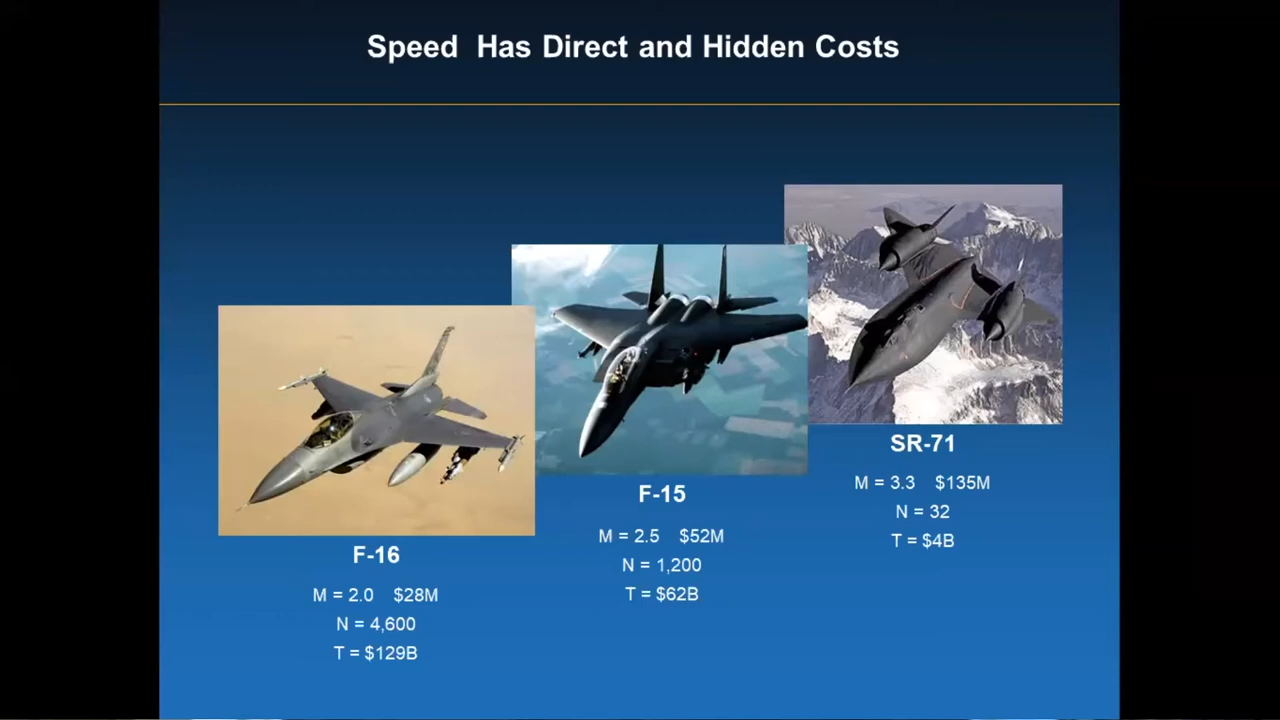 Speed Has Direct and Hidden Costs
F-16
M = 2.0 $28M
N = 4,600
T = $129B
F-15
M = 2.5 $52M
N = 1,200
T = $62B
SR-71
M = 3.3 $135M
N = 32
T = $4B